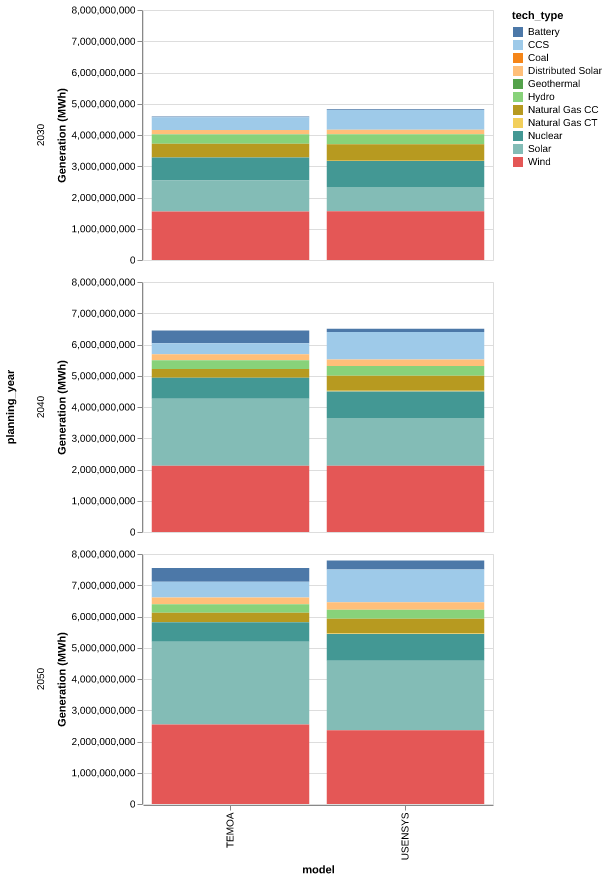 tech_type
Battery
CCS
Coal
Distributed Solar
Geothermal
Hydro
Natural Gas CC
Natural Gas CT
Nuclear
Solar
Wind
planning_year
2030
Generation (MWh)
8,000,000,000
7,000,000,000
6,000,000,000
5,000,000,000
4,000,000,000
3,000,000,000
2,000,000,000
1,000,000,000
0
2040
Generation (MWh)
8,000,000,000
7,000,000,000
6,000,000,000
5,000,000,000
4,000,000,000
3,000,000,000
2,000,000,000
1,000,000,000
0
2050
Generation (MWh)
8,000,000,000
7,000,000,000
6,000,000,000
5,000,000,000
4,000,000,000
3,000,000,000
2,000,000,000
1,000,000,000
0
TEMOA
USENSYS
model